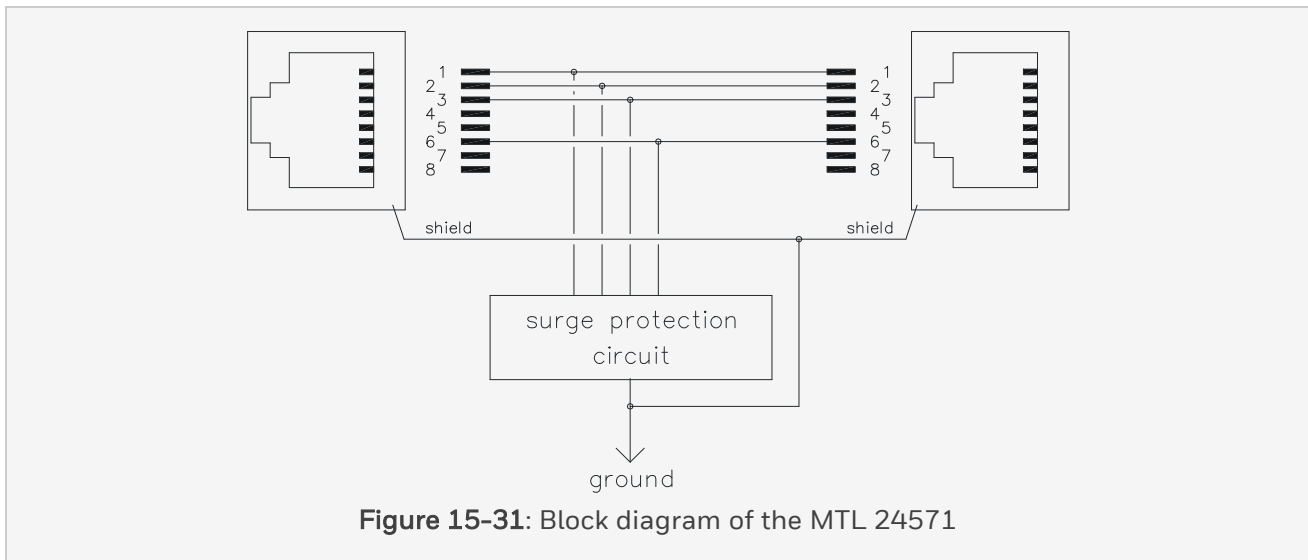 1 1
2 2
3 3
4 4
5 5
6 6
7 7
8 8
shield shield
surge protection
circuit
ground
Figure 15-31: Block diagram of the MTL 24571